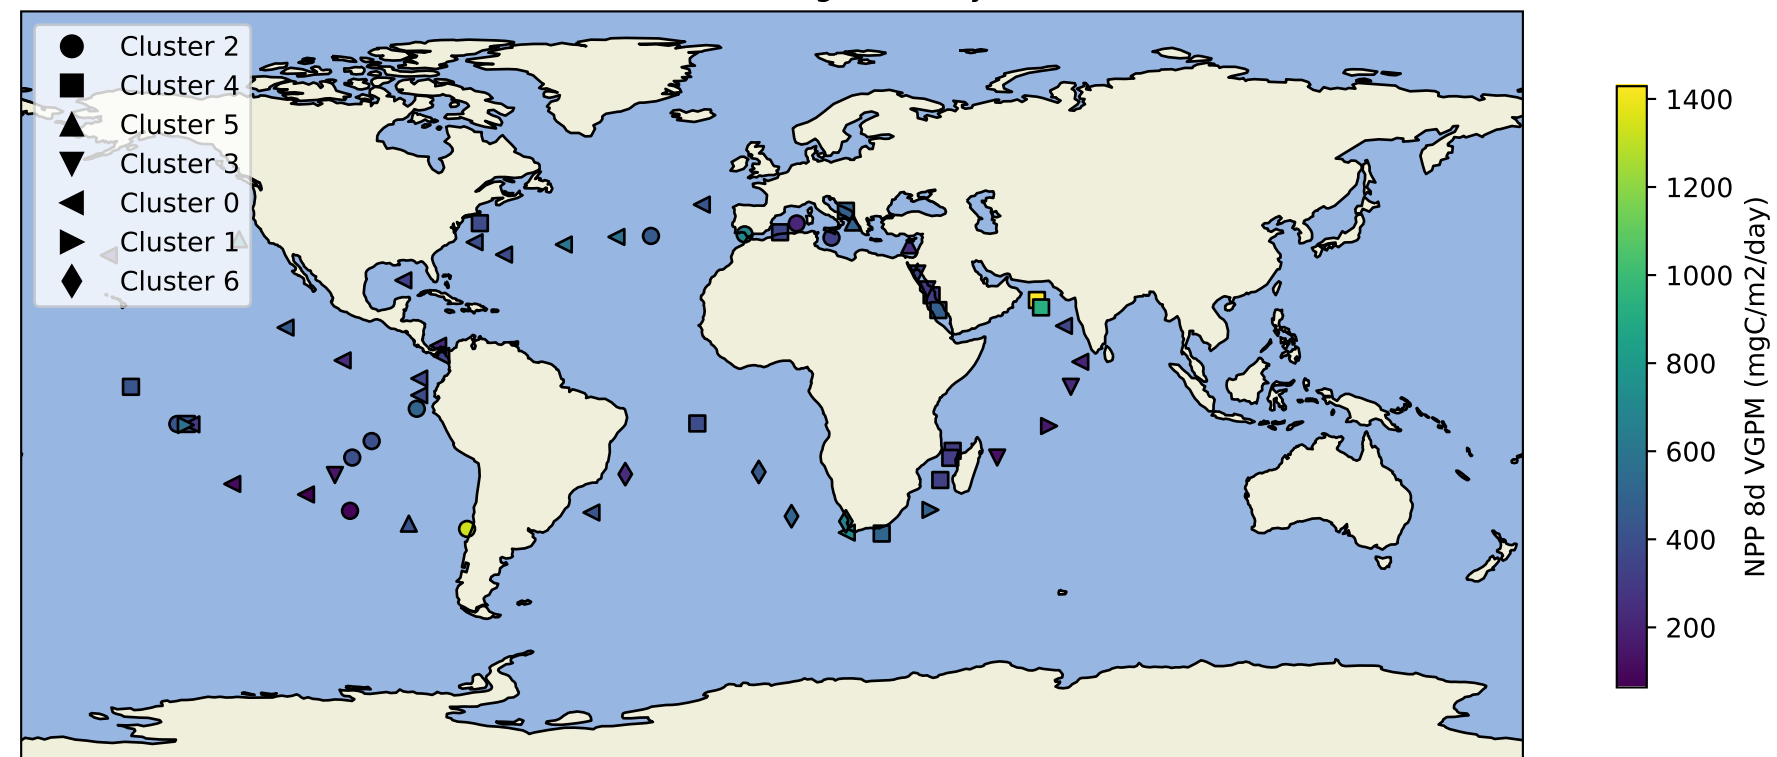 Cluster 2
Cluster 4
Cluster 5
Cluster 3
Cluster 0
Cluster 1
Cluster 6
1400
1200
1000
800
600
400
200
NPP 8d VGPM (mgC/m2/day)